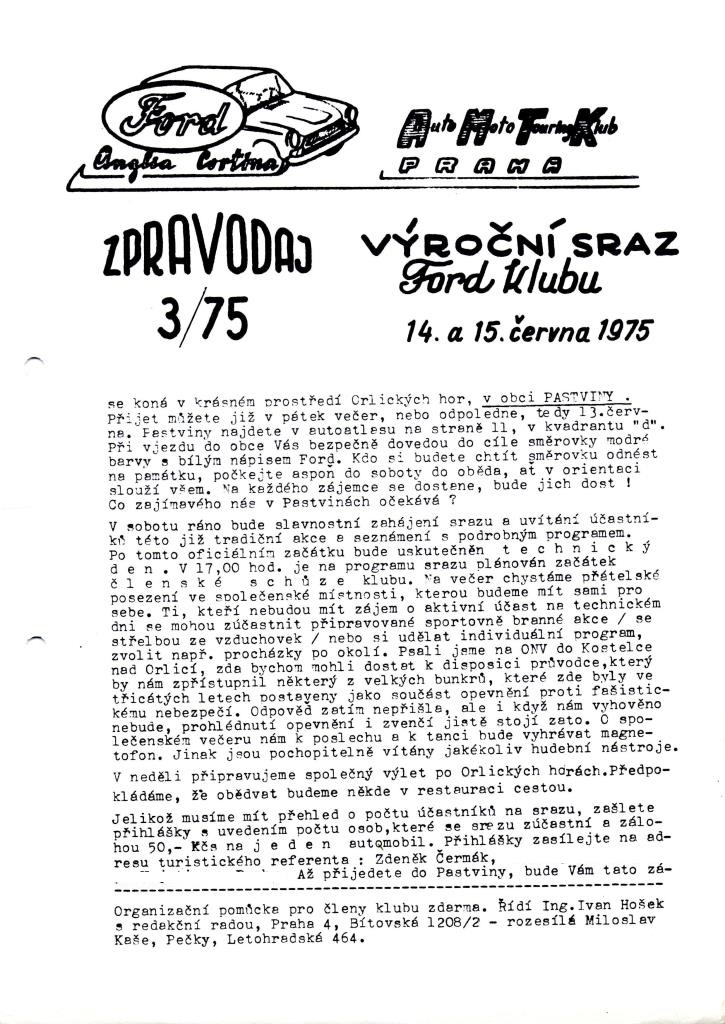 Ford
Anglia Cortina
Auto Moto Touring Klub
PRAHA
ZPRAVODAJ
3/75
VÝROČNÍ SRAZ
Ford Klubu
14. a 15. června 1975
se koná v krásném prostředí Orlických hor, v obci PASTVINY .
Přijet můžete již v pátek večer, nebo odpoledne, tedy 13.červ-
na. Pastviny najdete v autoatlasu na straně 11, v kvadrantu "d".
Při vjezdu do obce Vás bezpečně dovedou do cíle směrovky modré
barvy s bílým nápisem Ford. Kdo si budete chtít směrovku odnést
na památku, počkejte aspoň do soboty do oběda, ať v orientaci
slouží všem. Na každého zájemce se dostane, bude jich dost !
Co zajímavého nás v Pastvinách očekává ?
V sobotu ráno bude slavnostní zahájení srazu a uvítání účastní-
ků této již tradiční akce a seznámení s podrobným programem.
Po tomto oficiálním začátku bude uskutečněn t e c h n i c k ý
d e n . V 17,00 hod. je na programu srazu plánován začátek
č l e n s k é   s c h ů z e klubu. Na večer chystáme přátelské
posezení ve společenské místnosti, kterou budeme mít sami pro
sebe. Ti, kteří nebudou mít zájem o aktivní účast na technickém
dni se mohou zúčastnit připravované sportovně branné akce / se
střelbou ze vzduchovek / nebo si udělat individuální program,
zvolit např. procházky po okolí. Psali jsme na ONV do Kostelce
nad Orlicí, zda bychom mohli dostat k disposici průvodce,který
by nám zpřístupnil některý z velkých bunkrů, které zde byly ve
třicátých letech postaveny jako součást opevnění proti fašistic-
kému nebezpečí. Odpověd zatím nepřišla, ale i když nám vyhověno
nebude, prohlédnutí opevnění i zvenčí jistě stojí zato. O spo-
lečenském večeru nám k poslechu a k tanci bude vyhrávat magne-
tofon. Jinak jsou pochopitelně vítány jakékoliv hudební nástroje.
V neděli připravujeme společný výlet po Orlických horách.Předpo-
kládáme, že obědvat budeme někde v restauraci cestou.
Jelikož musíme mít přehled o počtu účastníků na srazu, zašlete
přihlášky s uvedením počtu osob,které se srazu zúčastní a zálo-
hou 50,- Kčs na j e d e n  automobil. Přihlášky zasílejte na ad-
resu turistického referenta : Zdeněk Čermák,
Až přijedete do Pastviny, bude Vám tato zá-
Organizační pomůcka pro členy klubu zdarma. Řídí Ing.Ivan Hošek
s redakční radou, Praha 4, Bítovská 1208/2 - rozesílá Miloslav
Kaše, Pečky, Letohradská 464.